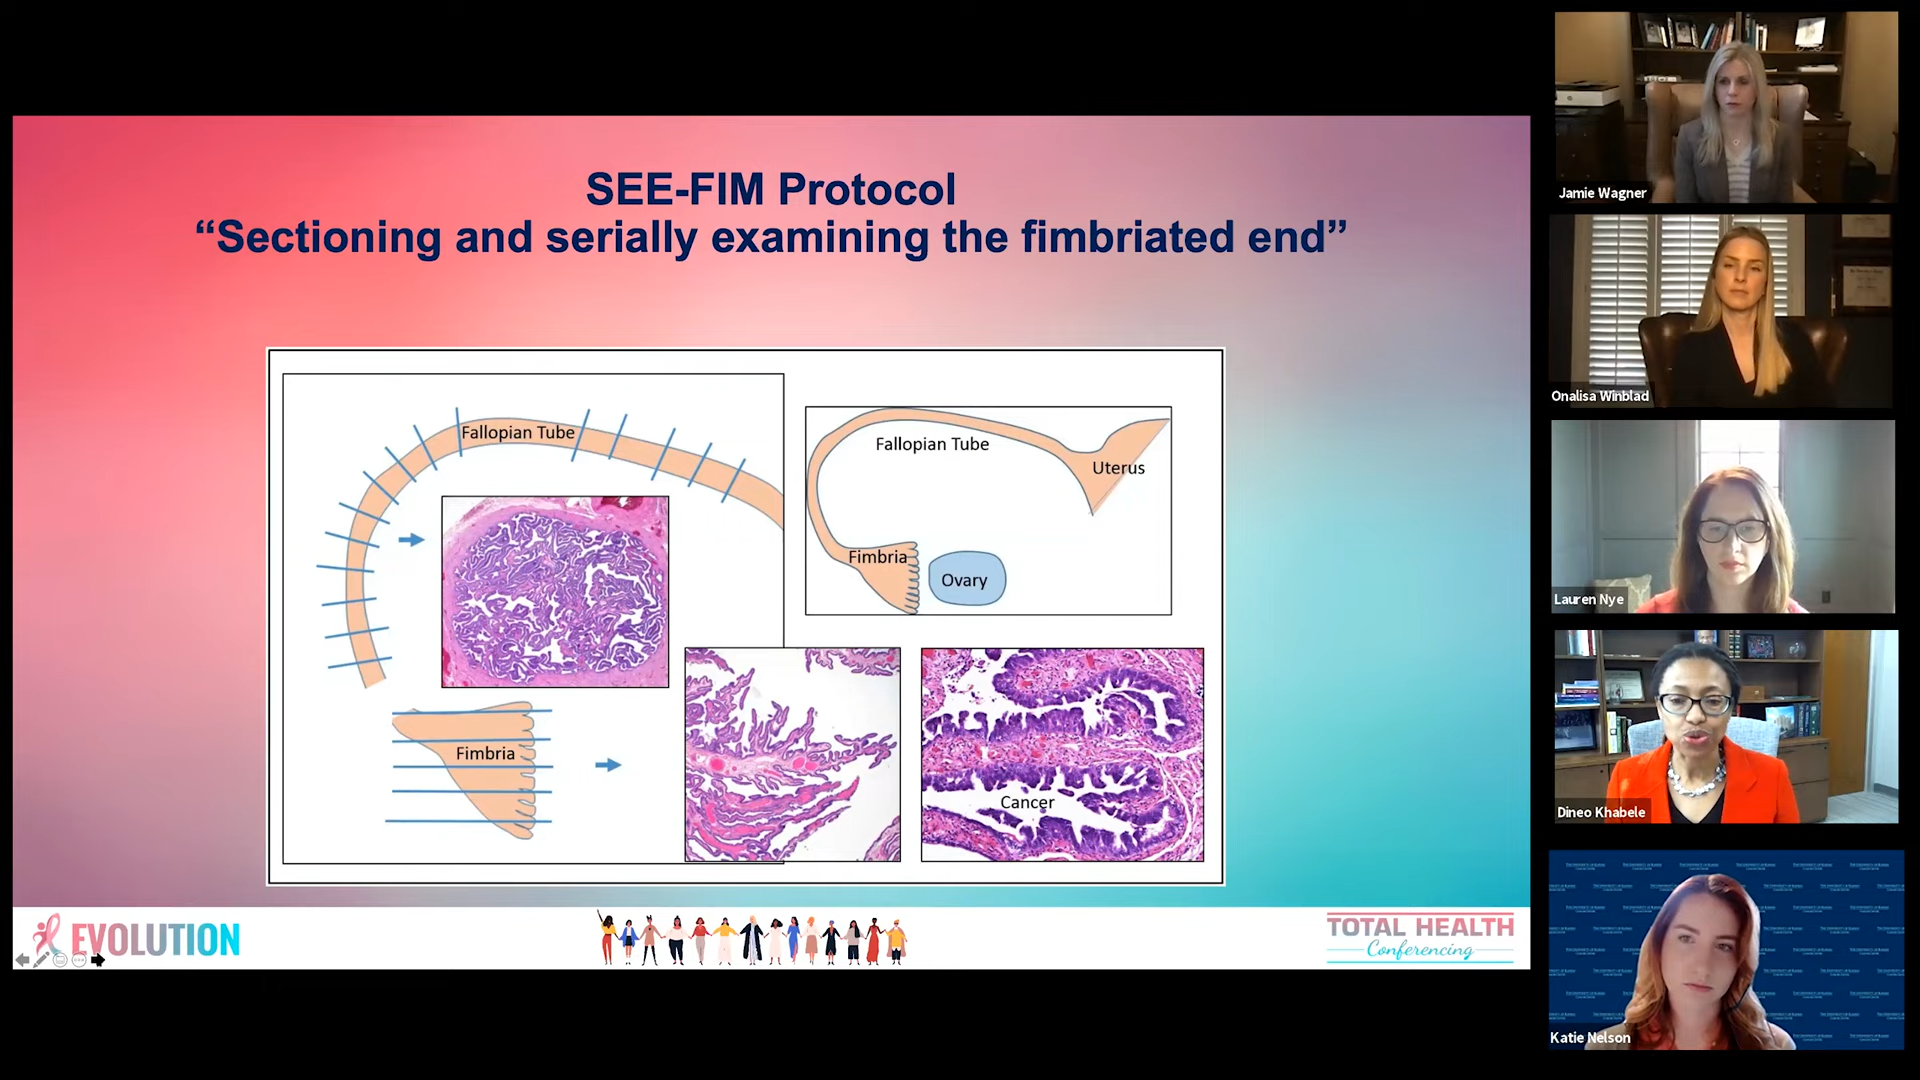 SEE-FIM Protocol
“Sectioning and serially examining the fimbriated end”
Fallopian Tube
Fimbria
Fallopian Tube
Uterus
Fimbria
Ovary
Cancer
EVOLUTION
TOTAL HEALTH
Conferencing
Jamie Wagner
Onalisa Winblad
Lauren Nye
Dineo Khabele
Katie Nelson